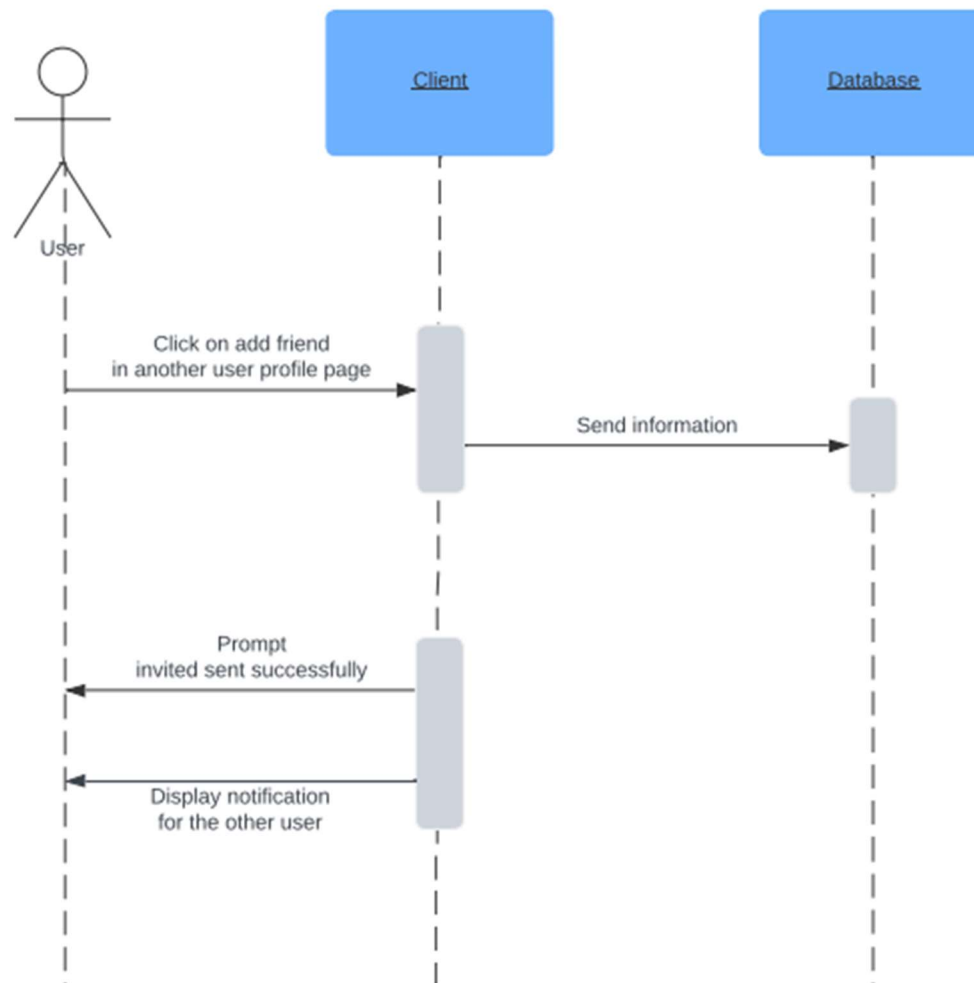 Client
Database
User
Click on add friend
in another user profile page
Send information
Prompt
invited sent successfully
Display notification
for the other user